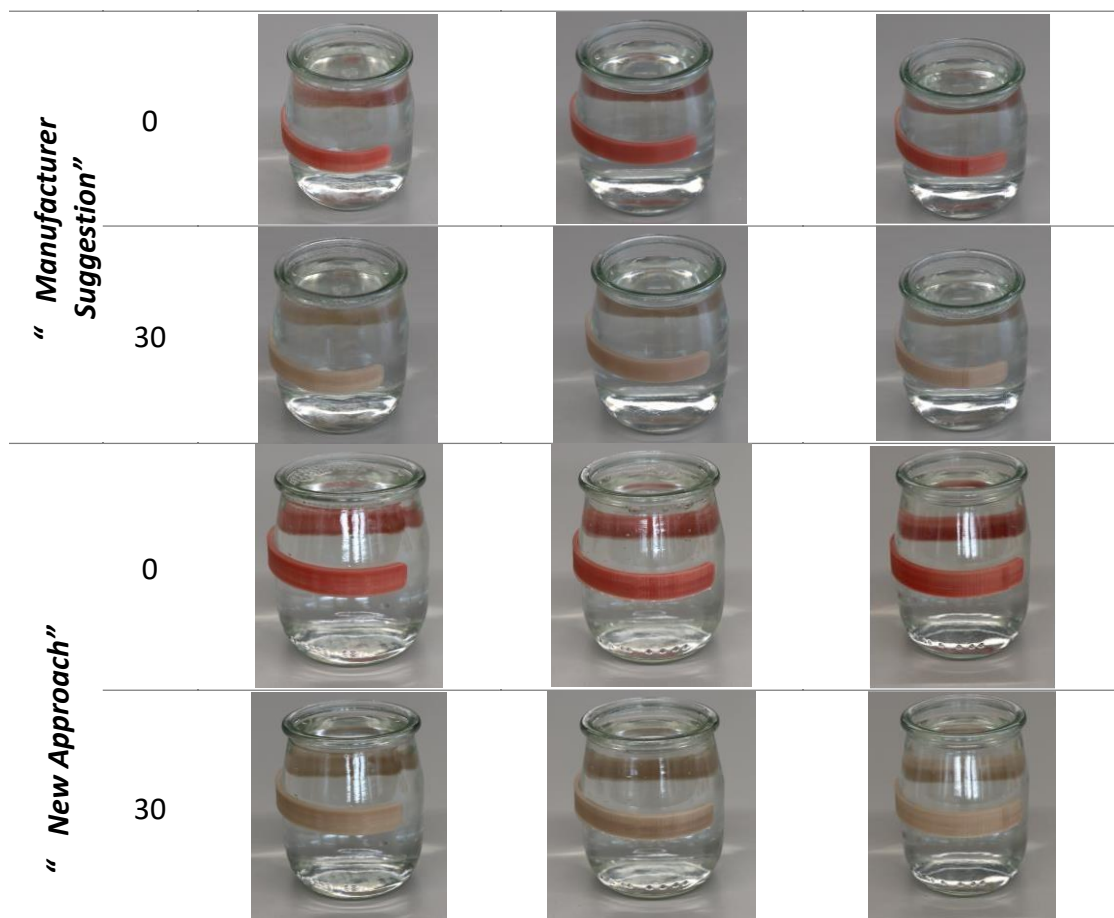 “ Manufacturer
Suggestion”
0
30
“ New Approach”
0
30